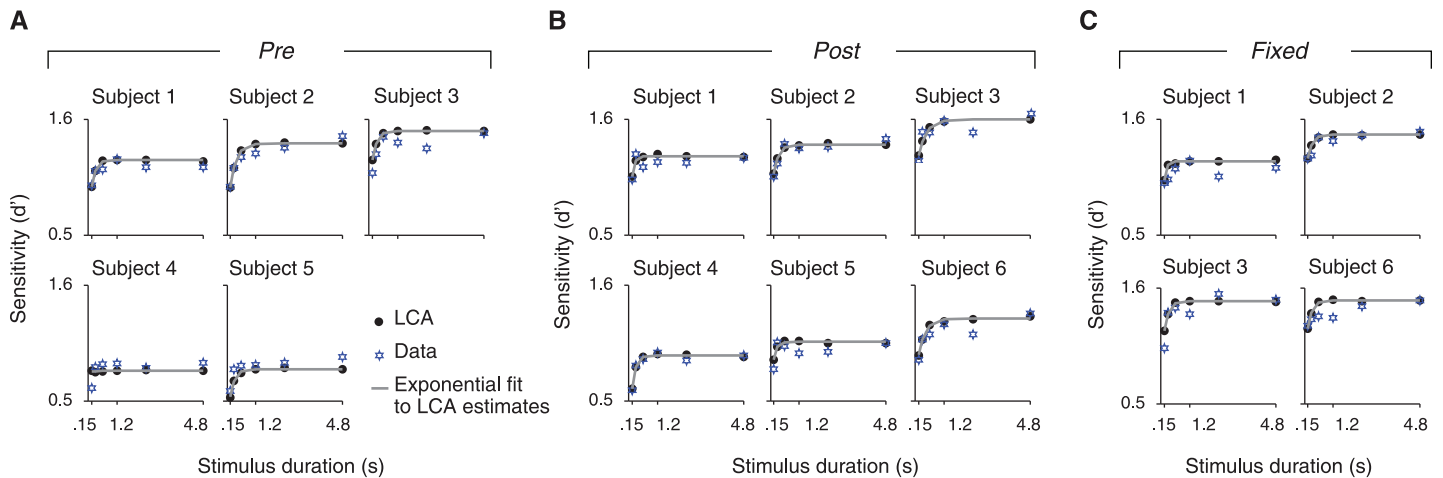 A
B
C
Pre
Post
Fixed
Subject 1
Subject 2
Subject 3
Subject 1
Subject 2
Subject 3
Subject 1
Subject 2
1.6
0.5
1.6
0.5
1.6
0.5
Subject 4
Subject 5
Subject 4
Subject 5
Subject 6
Subject 3
Subject 6
1.6
0.5
1.6
0.5
1.6
0.5
LCA
Data
Exponential fit
to LCA estimates
.15 1.2 4.8
.15 1.2 4.8
.15 1.2 4.8
.15 1.2 4.8
.15 1.2 4.8
.15 1.2 4.8
.15 1.2 4.8
Sensitivity (d’)
Sensitivity (d’)
Sensitivity (d’)
Stimulus duration (s)
Stimulus duration (s)
Stimulus duration (s)